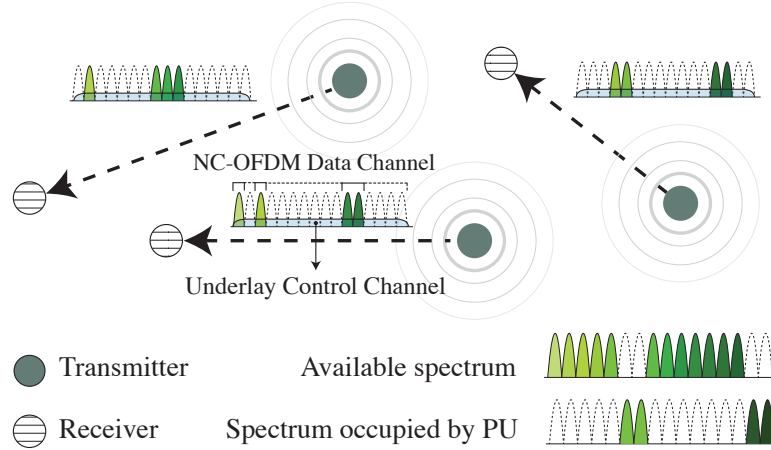 NC-OFDM Data Channel
Underlay Control Channel
Transmitter
Available spectrum
Receiver
Spectrum occupied by PU